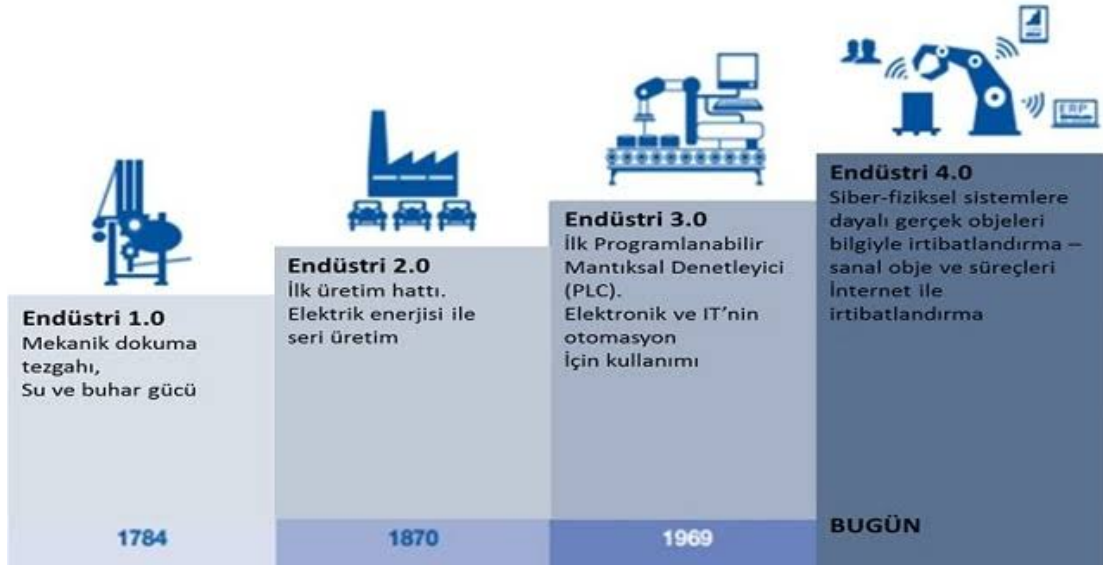 ERP
Endüstri 1.0
Mekanik dokuma
tezgahı,
Su ve buhar gücü
1784
Endüstri 2.0
İlk üretim hattı.
Elektrik enerjisi ile
seri üretim
1870
Endüstri 3.0
İlk Programlanabilir
Mantıksal Denetleyici
(PLC).
Elektronik ve IT’nin
otomasyon
İçin kullanımı
1969
Endüstri 4.0
Siber-fiziksel sistemlere
dayalı gerçek objeleri
bilgiyle irtibatlandırma –
sanal obje ve süreçleri
İnternet ile
irtibatlandırma
BUGÜN